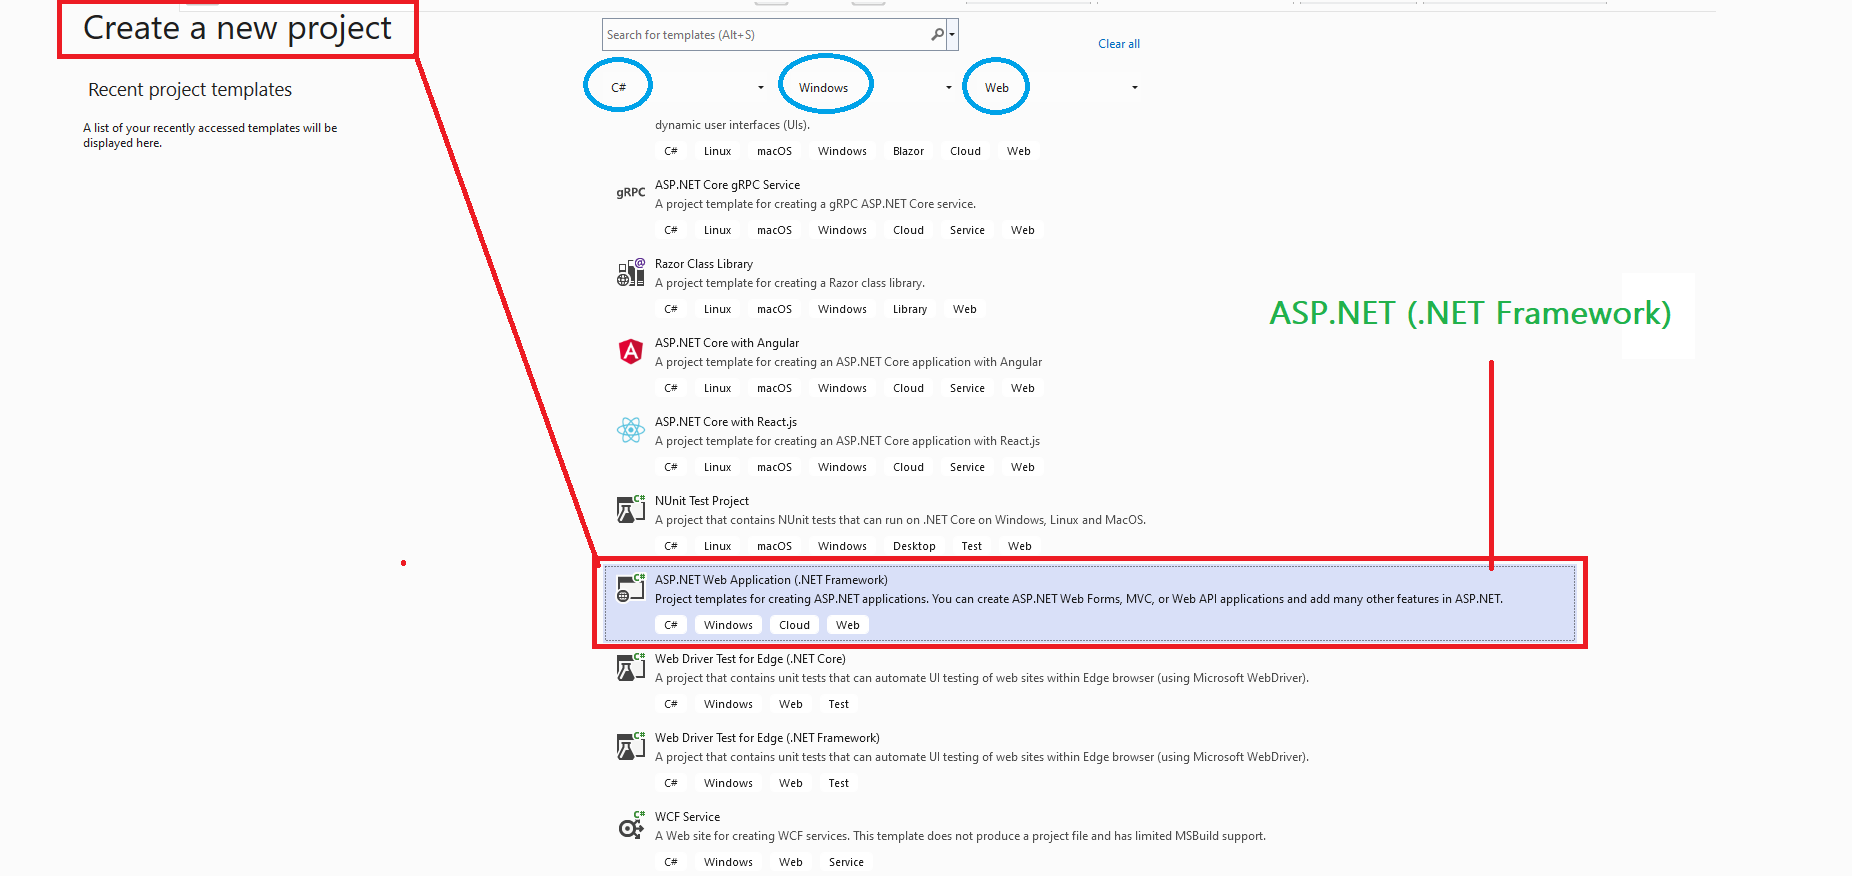 Create a new project
Recent project templates
A list of your recently accessed templates will be
displayed here.
Search for templates (Alt+S)
Clear all
C# Windows Web
dynamic user interfaces (UIs).
C# Linux macOS Windows Blazor Cloud Web
gRPC
ASP.NET Core gRPC Service
A project template for creating a gRPC ASP.NET Core service.
C# Linux macOS Windows Cloud Service Web
Razor Class Library
A project template for creating a Razor class library.
C# Linux macOS Windows Library Web
ASP.NET (.NET Framework)
ASP.NET Core with Angular
A project template for creating an ASP.NET Core application with Angular
C# Linux macOS Windows Cloud Service Web
ASP.NET Core with React.js
A project template for creating an ASP.NET Core application with React.js
C# Linux macOS Windows Cloud Service Web
C#
NUnit Test Project
A project that contains NUnit tests that can run on .NET Core on Windows, Linux and MacOS.
C# Linux macOS Windows Desktop Test Web
C#
ASP.NET Web Application (.NET Framework)
Project templates for creating ASP.NET applications. You can create ASP.NET Web Forms, MVC, or Web API applications and add many other features in ASP.NET.
C# Windows Cloud Web
C#
Web Driver Test for Edge (.NET Core)
A project that contains unit tests that can automate UI testing of web sites within Edge browser (using Microsoft WebDriver).
C# Windows Web Test
C#
Web Driver Test for Edge (.NET Framework)
A project that contains unit tests that can automate UI testing of web sites within Edge browser (using Microsoft WebDriver).
C# Windows Web Test
C#
WCF Service
A Web site for creating WCF services. This template does not produce a project file and has limited MSBuild support.
C# Windows Web Service